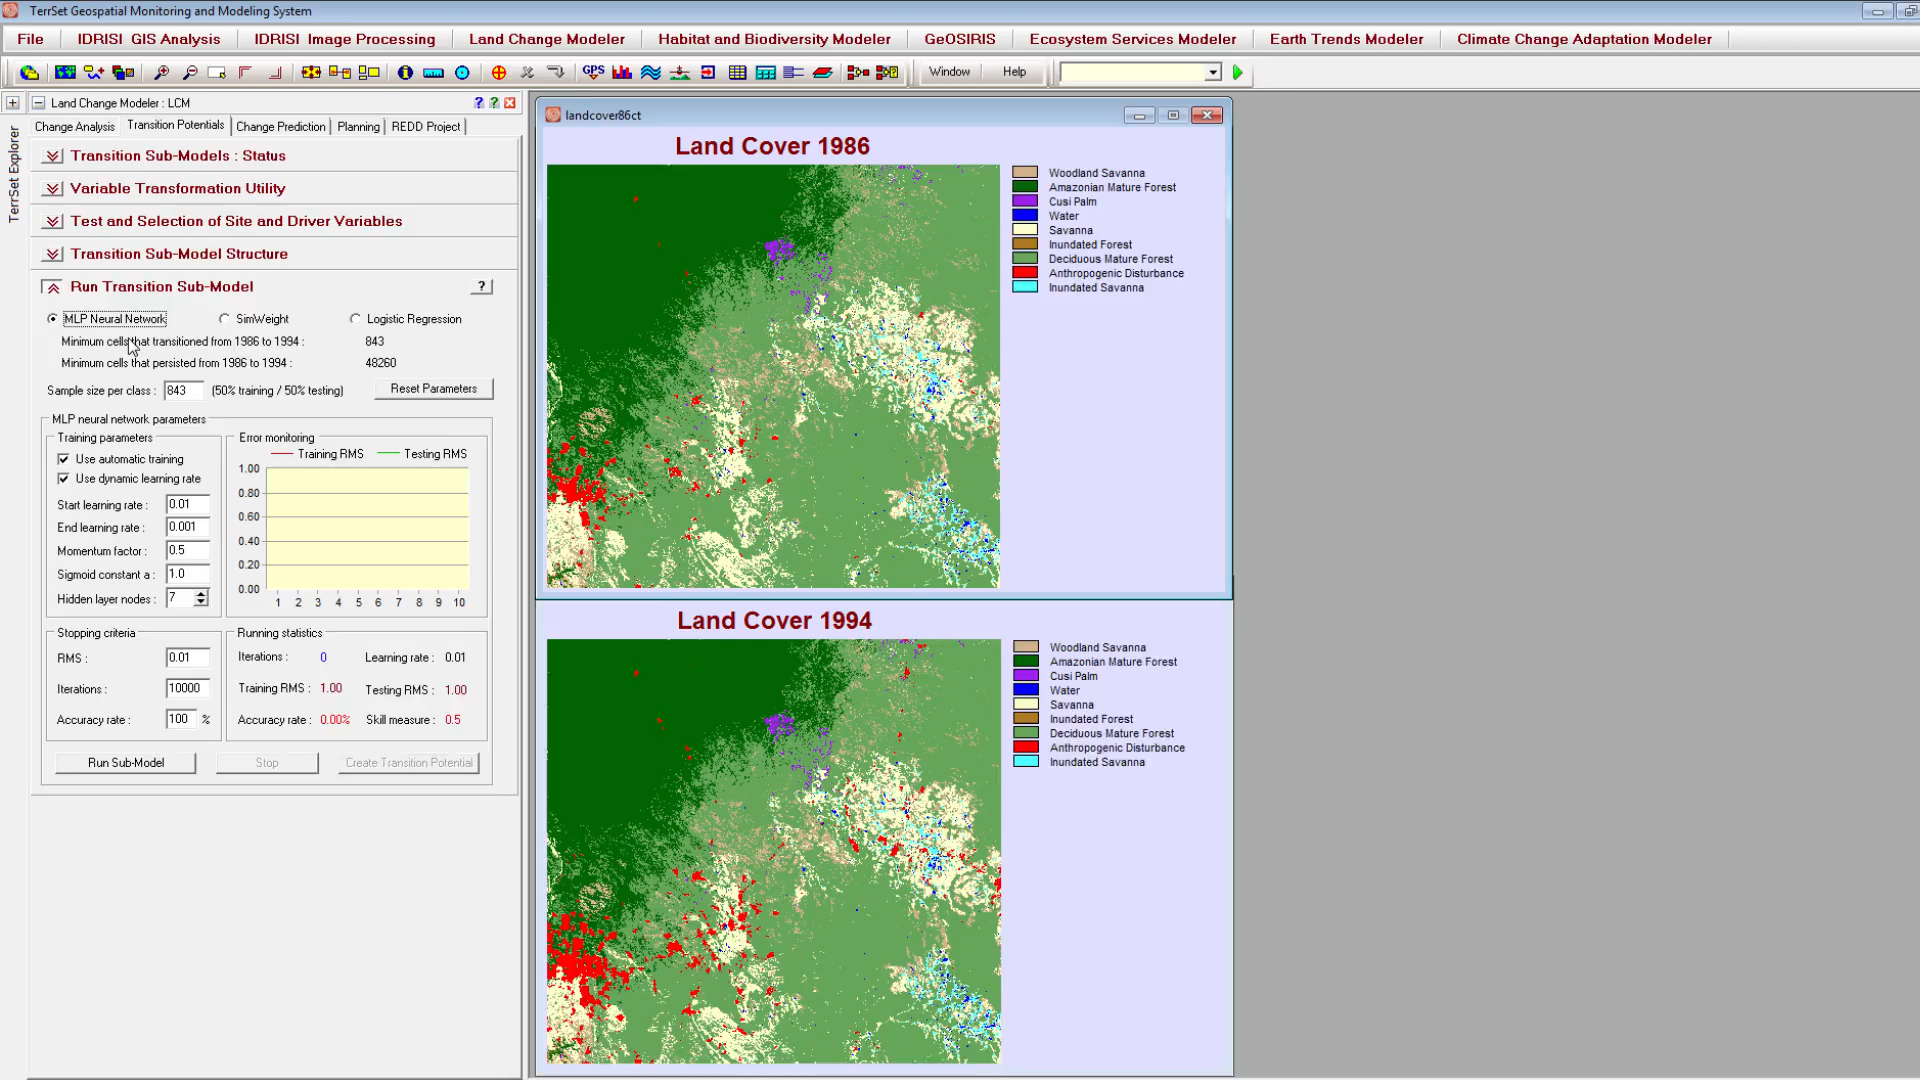 TerrSet Geospatial Monitoring and Modeling System
File IDRISI GIS Analysis IDRISI Image Processing Land Change Modeler Habitat and Biodiversity Modeler GeOSIRIS Ecosystem Services Modeler Earth Trends Modeler Climate Change Adaptation Modeler
GPS Window Help
TerrSet Explorer
Land Change Modeler : LCM
Change Analysis Transition Potentials Change Prediction Planning REDD Project
Transition Sub-Models : Status
Variable Transformation Utility
Test and Selection of Site and Driver Variables
Transition Sub-Model Structure
Run Transition Sub-Model ?
MLP Neural Network SimWeight Logistic Regression
Minimum cells that transitioned from 1986 to 1994 : 843
Minimum cells that persisted from 1986 to 1994 : 48260
Sample size per class : 843 (50% training / 50% testing) Reset Parameters
MLP neural network parameters
Training parameters
Use automatic training
Use dynamic learning rate
Start learning rate : 0.01
End learning rate : 0.001
Momentum factor : 0.5
Sigmoid constant a : 1.0
Hidden layer nodes : 7
Error monitoring
Training RMS Testing RMS
1.00
0.80
0.60
0.40
0.20
0.00
1 2 3 4 5 6 7 8 9 10
Stopping criteria
RMS : 0.01
Iterations : 10000
Accuracy rate : 100 %
Running statistics
Iterations : 0 Learning rate : 0.01
Training RMS : 1.00 Testing RMS : 1.00
Accuracy rate : 0.00% Skill measure : 0.5
Run Sub-Model Stop Create Transition Potential
landcover86ct
Land Cover 1986
Woodland Savanna
Amazonian Mature Forest
Cusi Palm
Water
Savanna
Inundated Forest
Deciduous Mature Forest
Anthropogenic Disturbance
Inundated Savanna
Land Cover 1994
Woodland Savanna
Amazonian Mature Forest
Cusi Palm
Water
Savanna
Inundated Forest
Deciduous Mature Forest
Anthropogenic Disturbance
Inundated Savanna